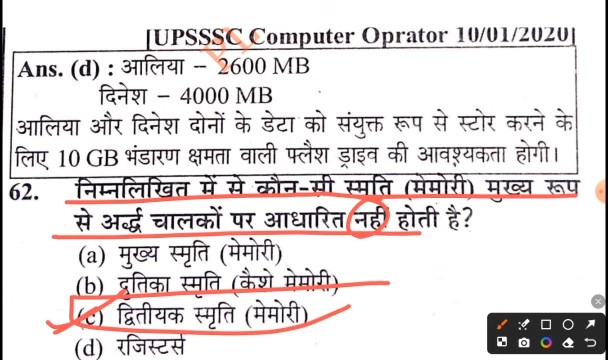 [UPSSSC Computer Oprator 10/01/2020]
Ans. (d) : आलिया – 2600 MB
दिनेश – 4000 MB
आलिया और दिनेश दोनों के डेटा को संयुक्त रूप से स्टोर करने के
लिए 10 GB भंडारण क्षमता वाली फ्लैश ड्राइव की आवश्यकता होगी।
62. निम्नलिखित में से कौन-सी स्मृति (मेमोरी) मुख्य रूप
से अर्द्ध चालकों पर आधारित नही होती है?
(a) मुख्य स्मृति (मेमोरी)
(b) द्रुतिका स्मृति (कैशे मेमोरी)
(c) द्वितीयक स्मृति (मेमोरी)
(d) रजिस्टर्स